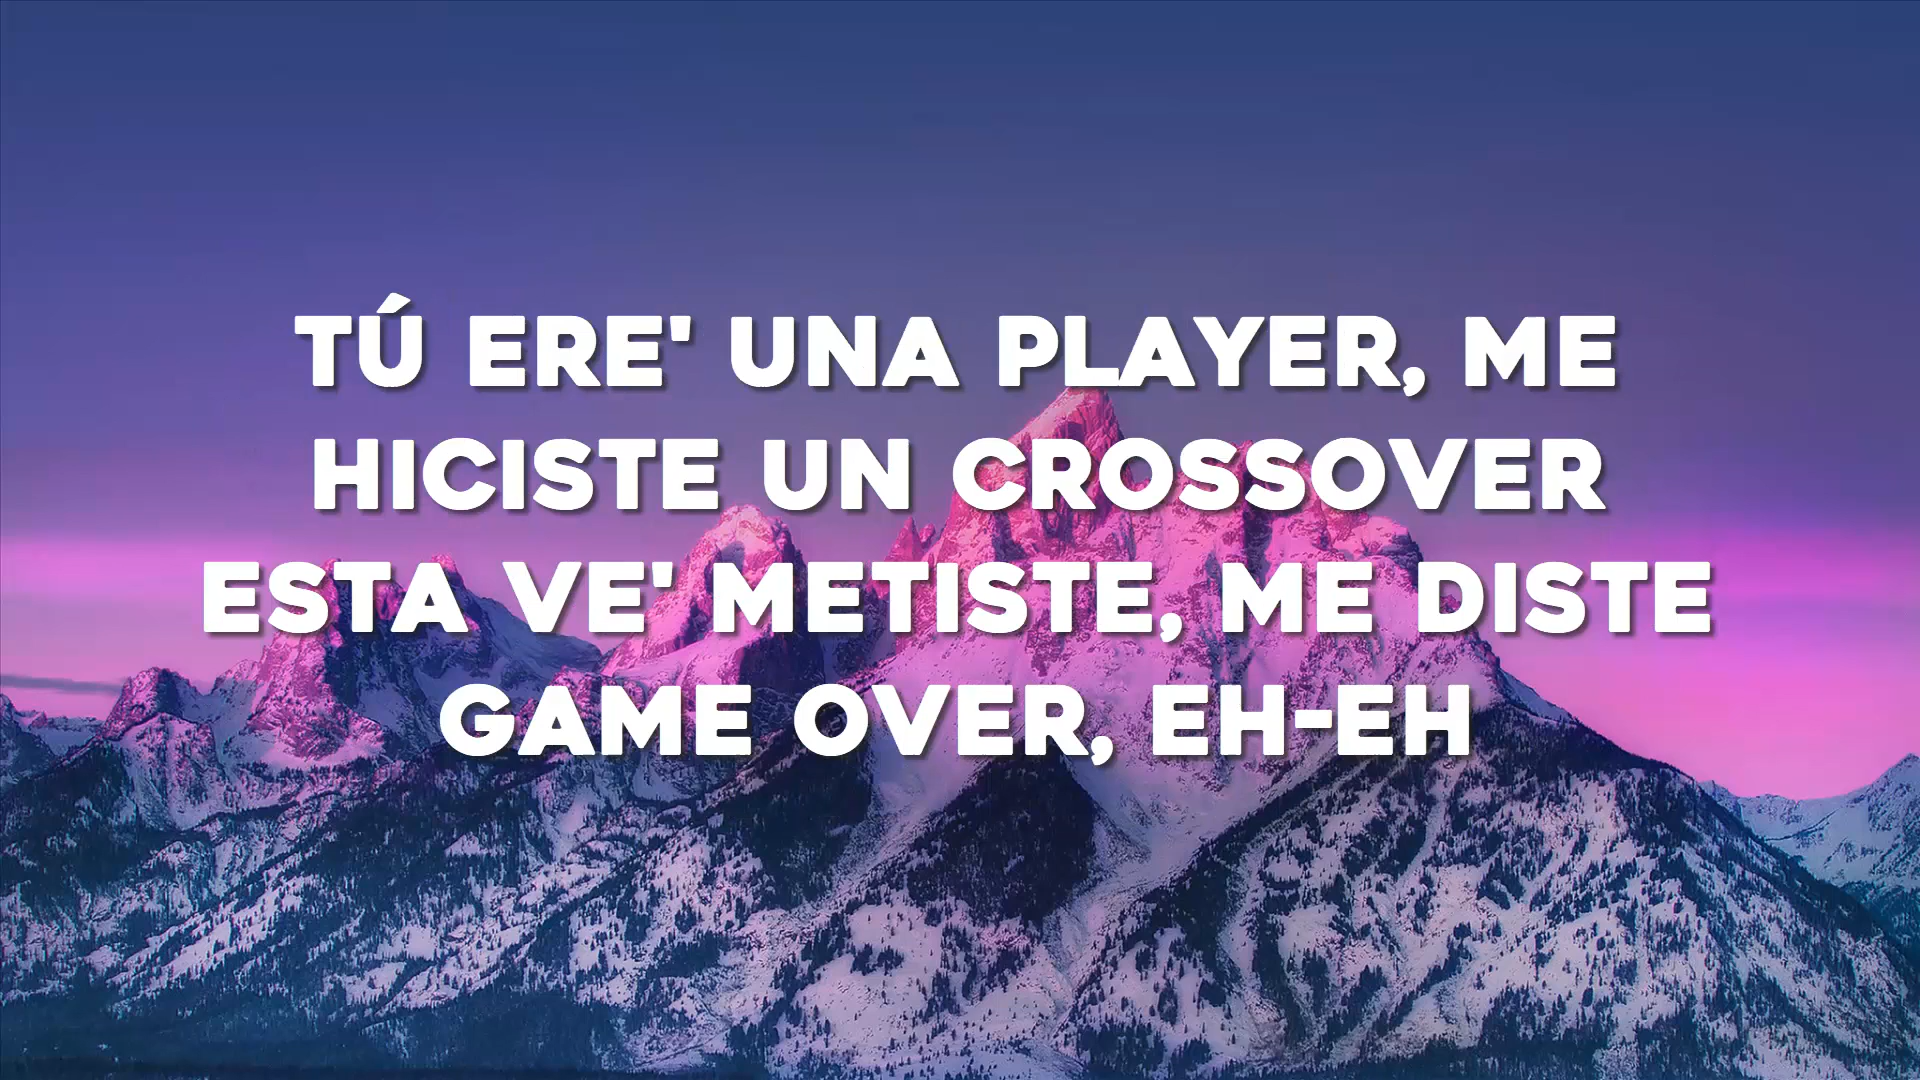 TÚ ERE' UNA PLAYER, ME
HICISTE UN CROSSOVER
ESTA VE' METISTE, ME DISTE
GAME OVER, EH-EH